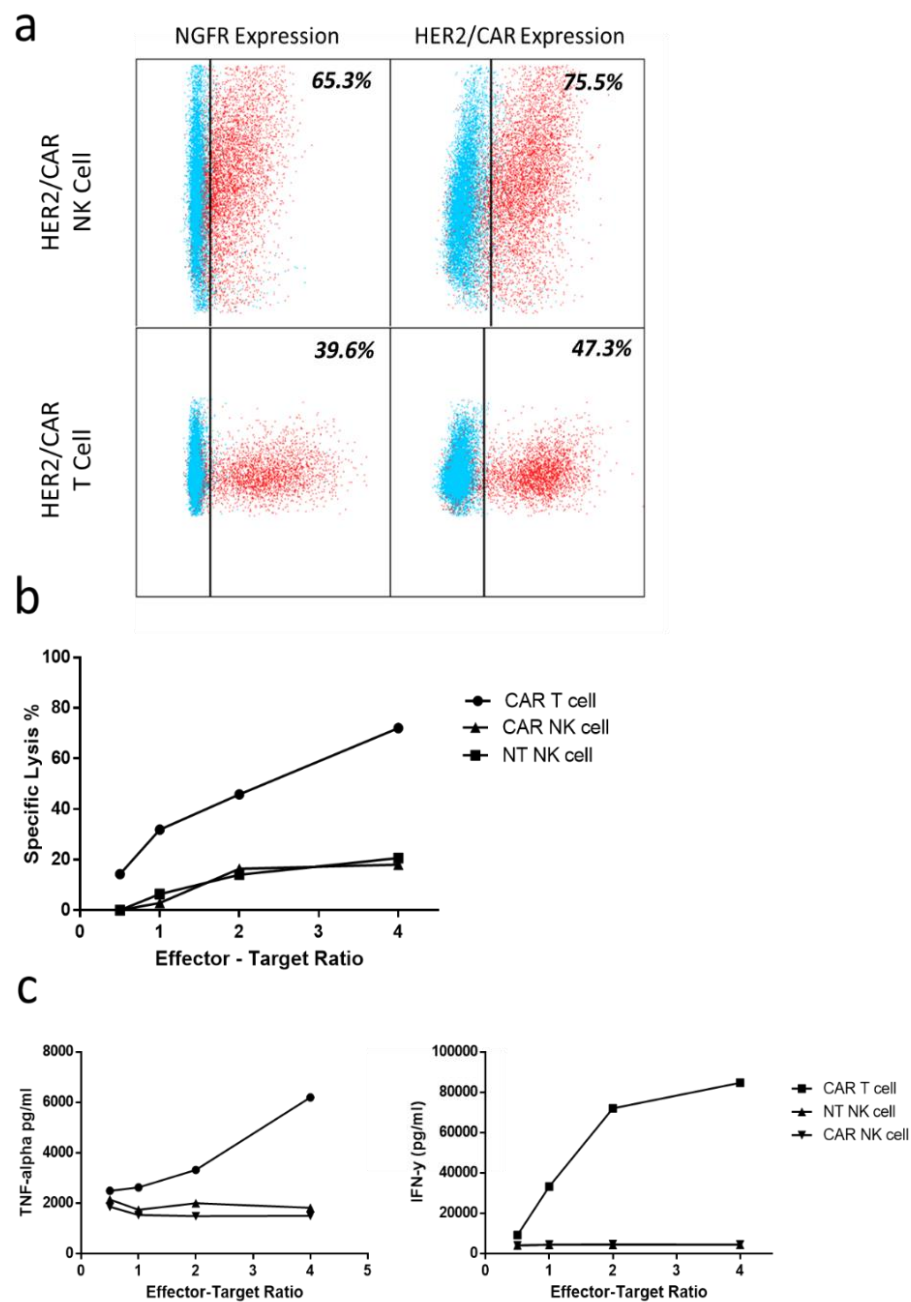 a
NGFR Expression
HER2/CAR Expression
HER2/CAR
NK Cell
65.3%
75.5%
HER2/CAR
T Cell
39.6%
47.3%
b
100
80
60
40
20
0
Specific Lysis %
0
1
2
3
4
Effector - Target Ratio
CAR T cell
CAR NK cell
NT NK cell
c
8000
6000
4000
2000
0
TNF-alpha pg/ml
0
1
2
3
4
5
Effector-Target Ratio
100000
80000
60000
40000
20000
0
IFN-y (pg/ml)
0
1
2
3
4
Effector-Target Ratio
CAR T cell
NT NK cell
CAR NK cell